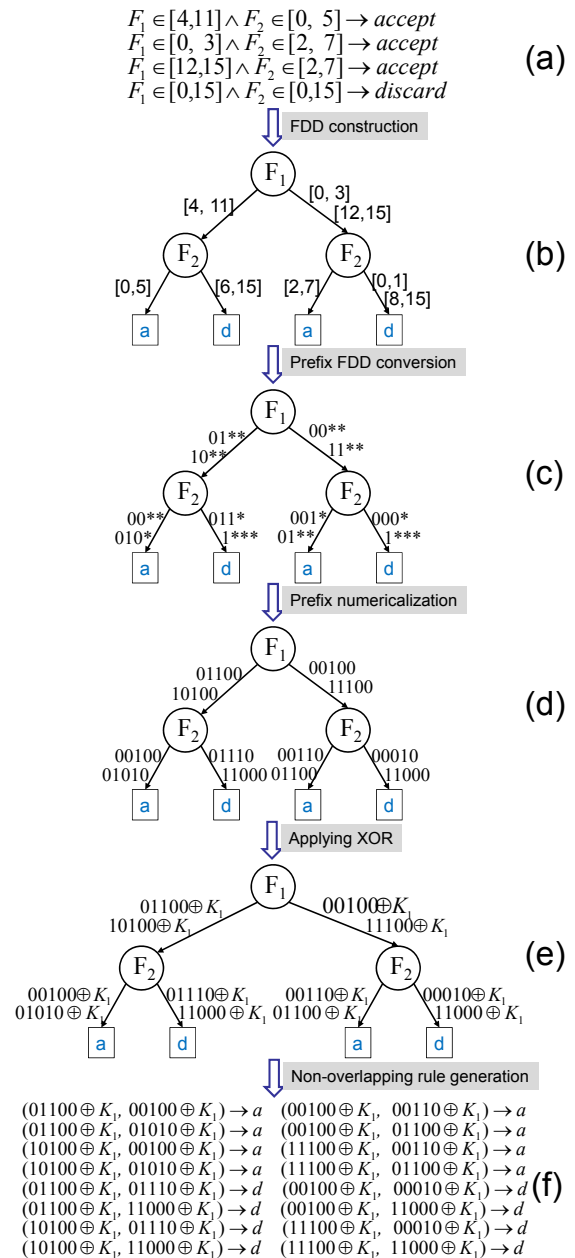 F₁ ∈ [4,11] ∧ F₂ ∈ [0, 5] → accept
F₁ ∈ [0, 3] ∧ F₂ ∈ [2, 7] → accept
F₁ ∈ [12,15] ∧ F₂ ∈ [2,7] → accept
F₁ ∈ [0,15] ∧ F₂ ∈ [0,15] → discard
(a)
FDD construction
F₁
[4, 11]
[0, 3]
[12,15]
F₂
F₂
(b)
[0,5]
[6,15]
[2,7]
[0,1]
[8,15]
a
d
a
d
Prefix FDD conversion
F₁
01**
10**
00**
11**
F₂
F₂
(c)
00**
010*
011*
1***
001*
01**
000*
1***
a
d
a
d
Prefix numericalization
F₁
01100
10100
00100
11100
F₂
F₂
(d)
00100
01010
01110
11000
00110
01100
00010
11000
a
d
a
d
Applying XOR
F₁
01100⊕K₁
10100⊕K₁
00100⊕K₁
11100⊕K₁
F₂
F₂
(e)
00100⊕K₁
01010⊕K₁
01110⊕K₁
11000⊕K₁
00110⊕K₁
01100⊕K₁
00010⊕K₁
11000⊕K₁
a
d
a
d
Non-overlapping rule generation
(01100⊕K₁, 00100⊕K₁) → a (00100⊕K₁, 00110⊕K₁) → a
(01100⊕K₁, 01010⊕K₁) → a (00100⊕K₁, 01100⊕K₁) → a
(10100⊕K₁, 00100⊕K₁) → a (11100⊕K₁, 00110⊕K₁) → a
(10100⊕K₁, 01010⊕K₁) → a (11100⊕K₁, 01100⊕K₁) → a
(01100⊕K₁, 01110⊕K₁) → d (00100⊕K₁, 00010⊕K₁) → d
(f)
(01100⊕K₁, 11000⊕K₁) → d (00100⊕K₁, 11000⊕K₁) → d
(10100⊕K₁, 01110⊕K₁) → d (11100⊕K₁, 00010⊕K₁) → d
(10100⊕K₁, 11000⊕K₁) → d (11100⊕K₁, 11000⊕K₁) → d